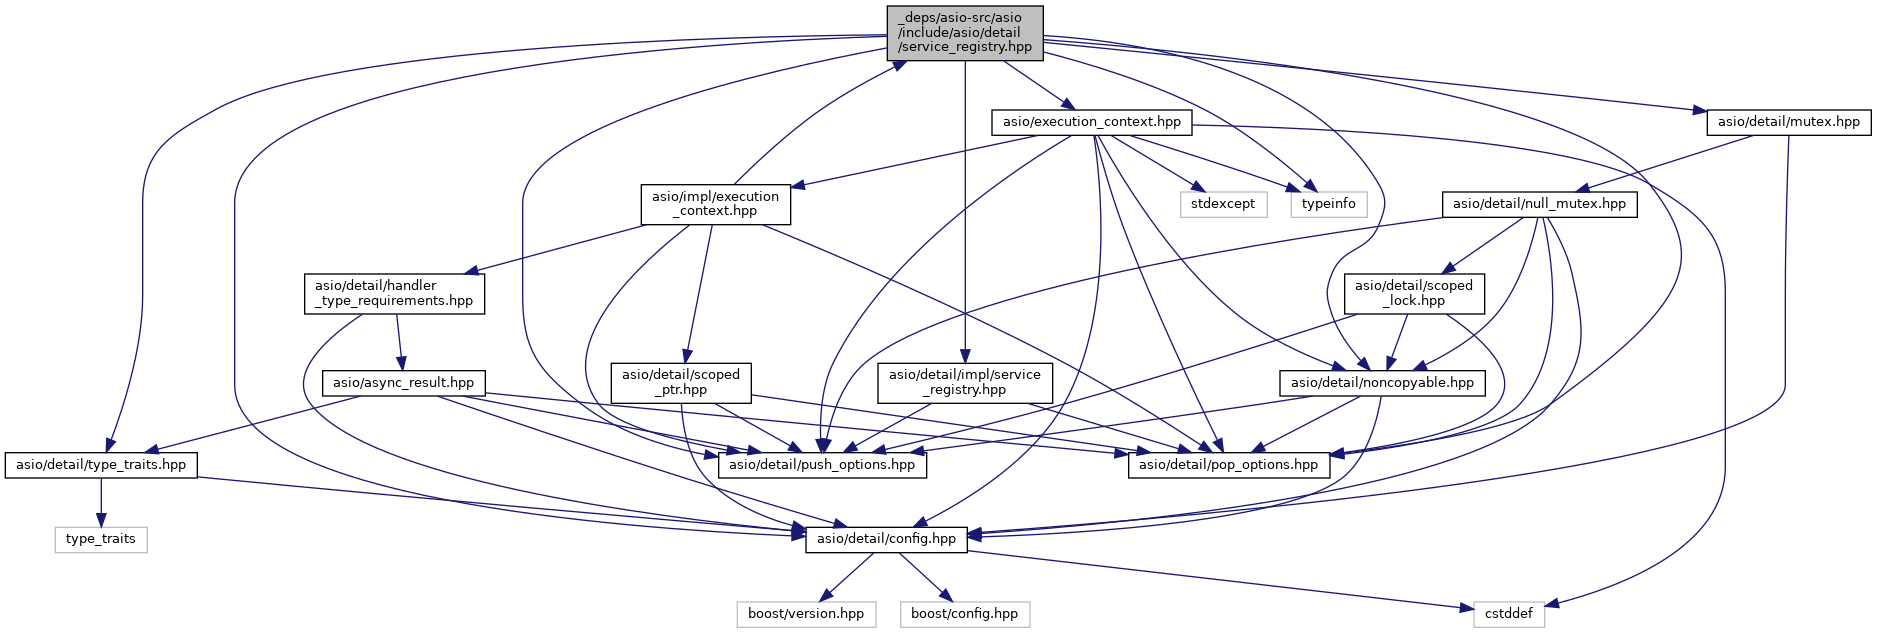 _deps/asio-src/asio
/include/asio/detail
/service_registry.hpp
asio/execution_context.hpp
asio/detail/mutex.hpp
asio/impl/execution
_context.hpp
stdexcept
typeinfo
asio/detail/null_mutex.hpp
asio/detail/handler
_type_requirements.hpp
asio/detail/scoped
_lock.hpp
asio/async_result.hpp
asio/detail/scoped
_ptr.hpp
asio/detail/impl/service
_registry.hpp
asio/detail/noncopyable.hpp
asio/detail/type_traits.hpp
asio/detail/push_options.hpp
asio/detail/pop_options.hpp
type_traits
asio/detail/config.hpp
boost/version.hpp
boost/config.hpp
cstddef